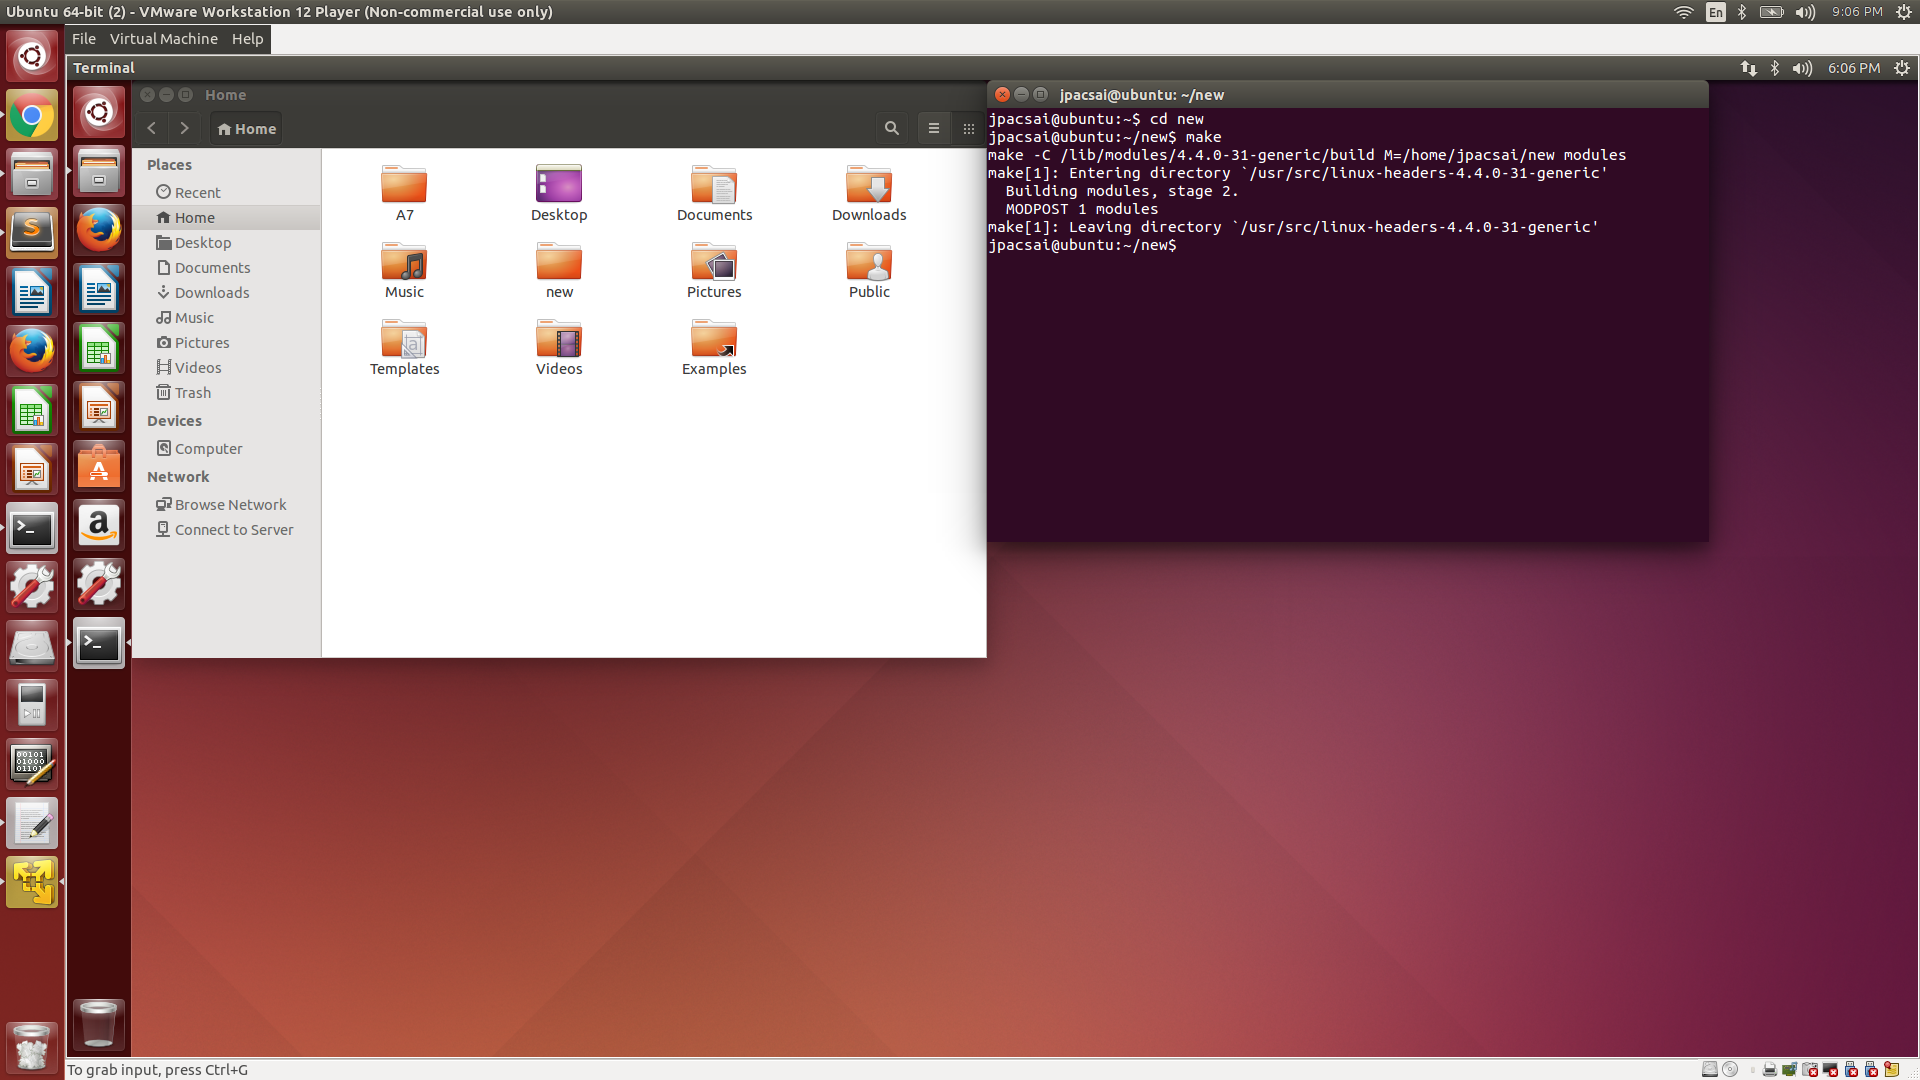 Ubuntu 64-bit (2) - VMware Workstation 12 Player (Non-commercial use only)
En
9:06 PM
File Virtual Machine Help
Terminal
6:06 PM
Home
Home
Places
Recent
Home
Desktop
Documents
Downloads
Music
Pictures
Videos
Trash
Devices
Computer
Network
Browse Network
Connect to Server
A7 Desktop Documents Downloads
Music new Pictures Public
Templates Videos Examples
jpacsai@ubuntu: ~/new
jpacsai@ubuntu:~$ cd new
jpacsai@ubuntu:~/new$ make
make -C /lib/modules/4.4.0-31-generic/build M=/home/jpacsai/new modules
make[1]: Entering directory `/usr/src/linux-headers-4.4.0-31-generic'
Building modules, stage 2.
MODPOST 1 modules
make[1]: Leaving directory `/usr/src/linux-headers-4.4.0-31-generic'
jpacsai@ubuntu:~/new$
To grab input, press Ctrl+G